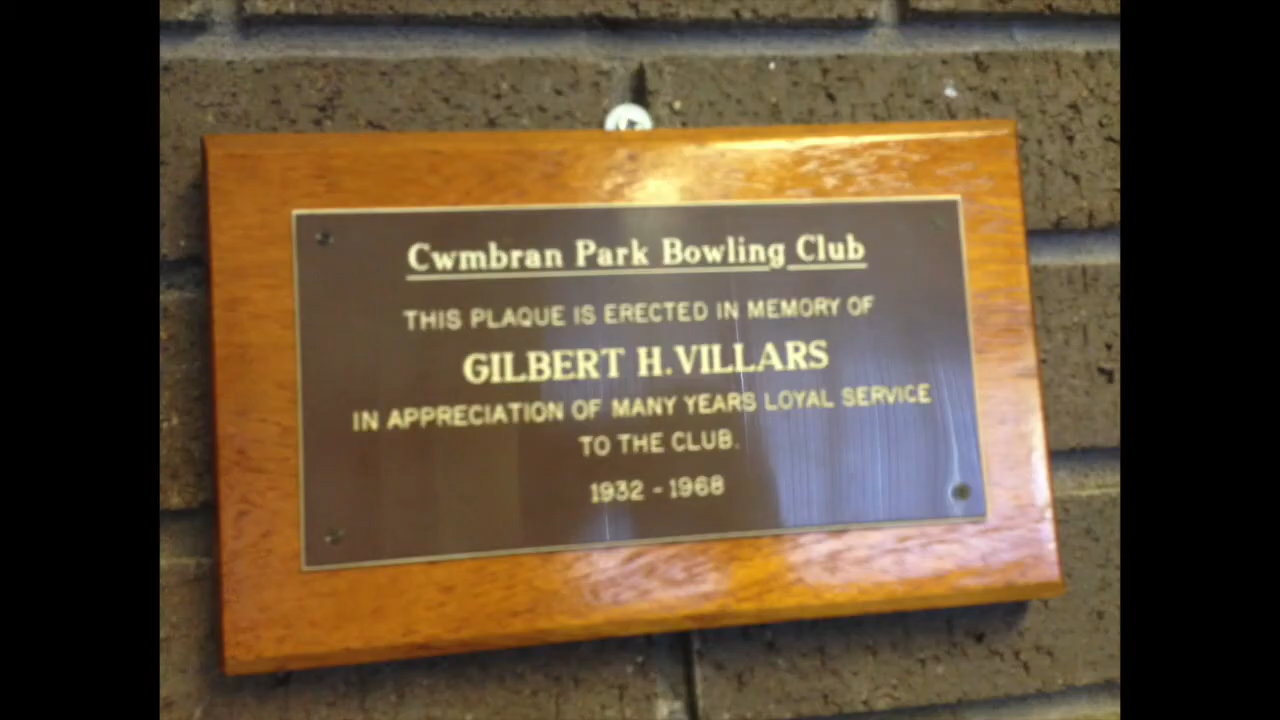 Cwmbran Park Bowling Club
THIS PLAQUE IS ERECTED IN MEMORY OF
GILBERT H. VILLARS
IN APPRECIATION OF MANY YEARS LOYAL SERVICE
TO THE CLUB.
1932 - 1968